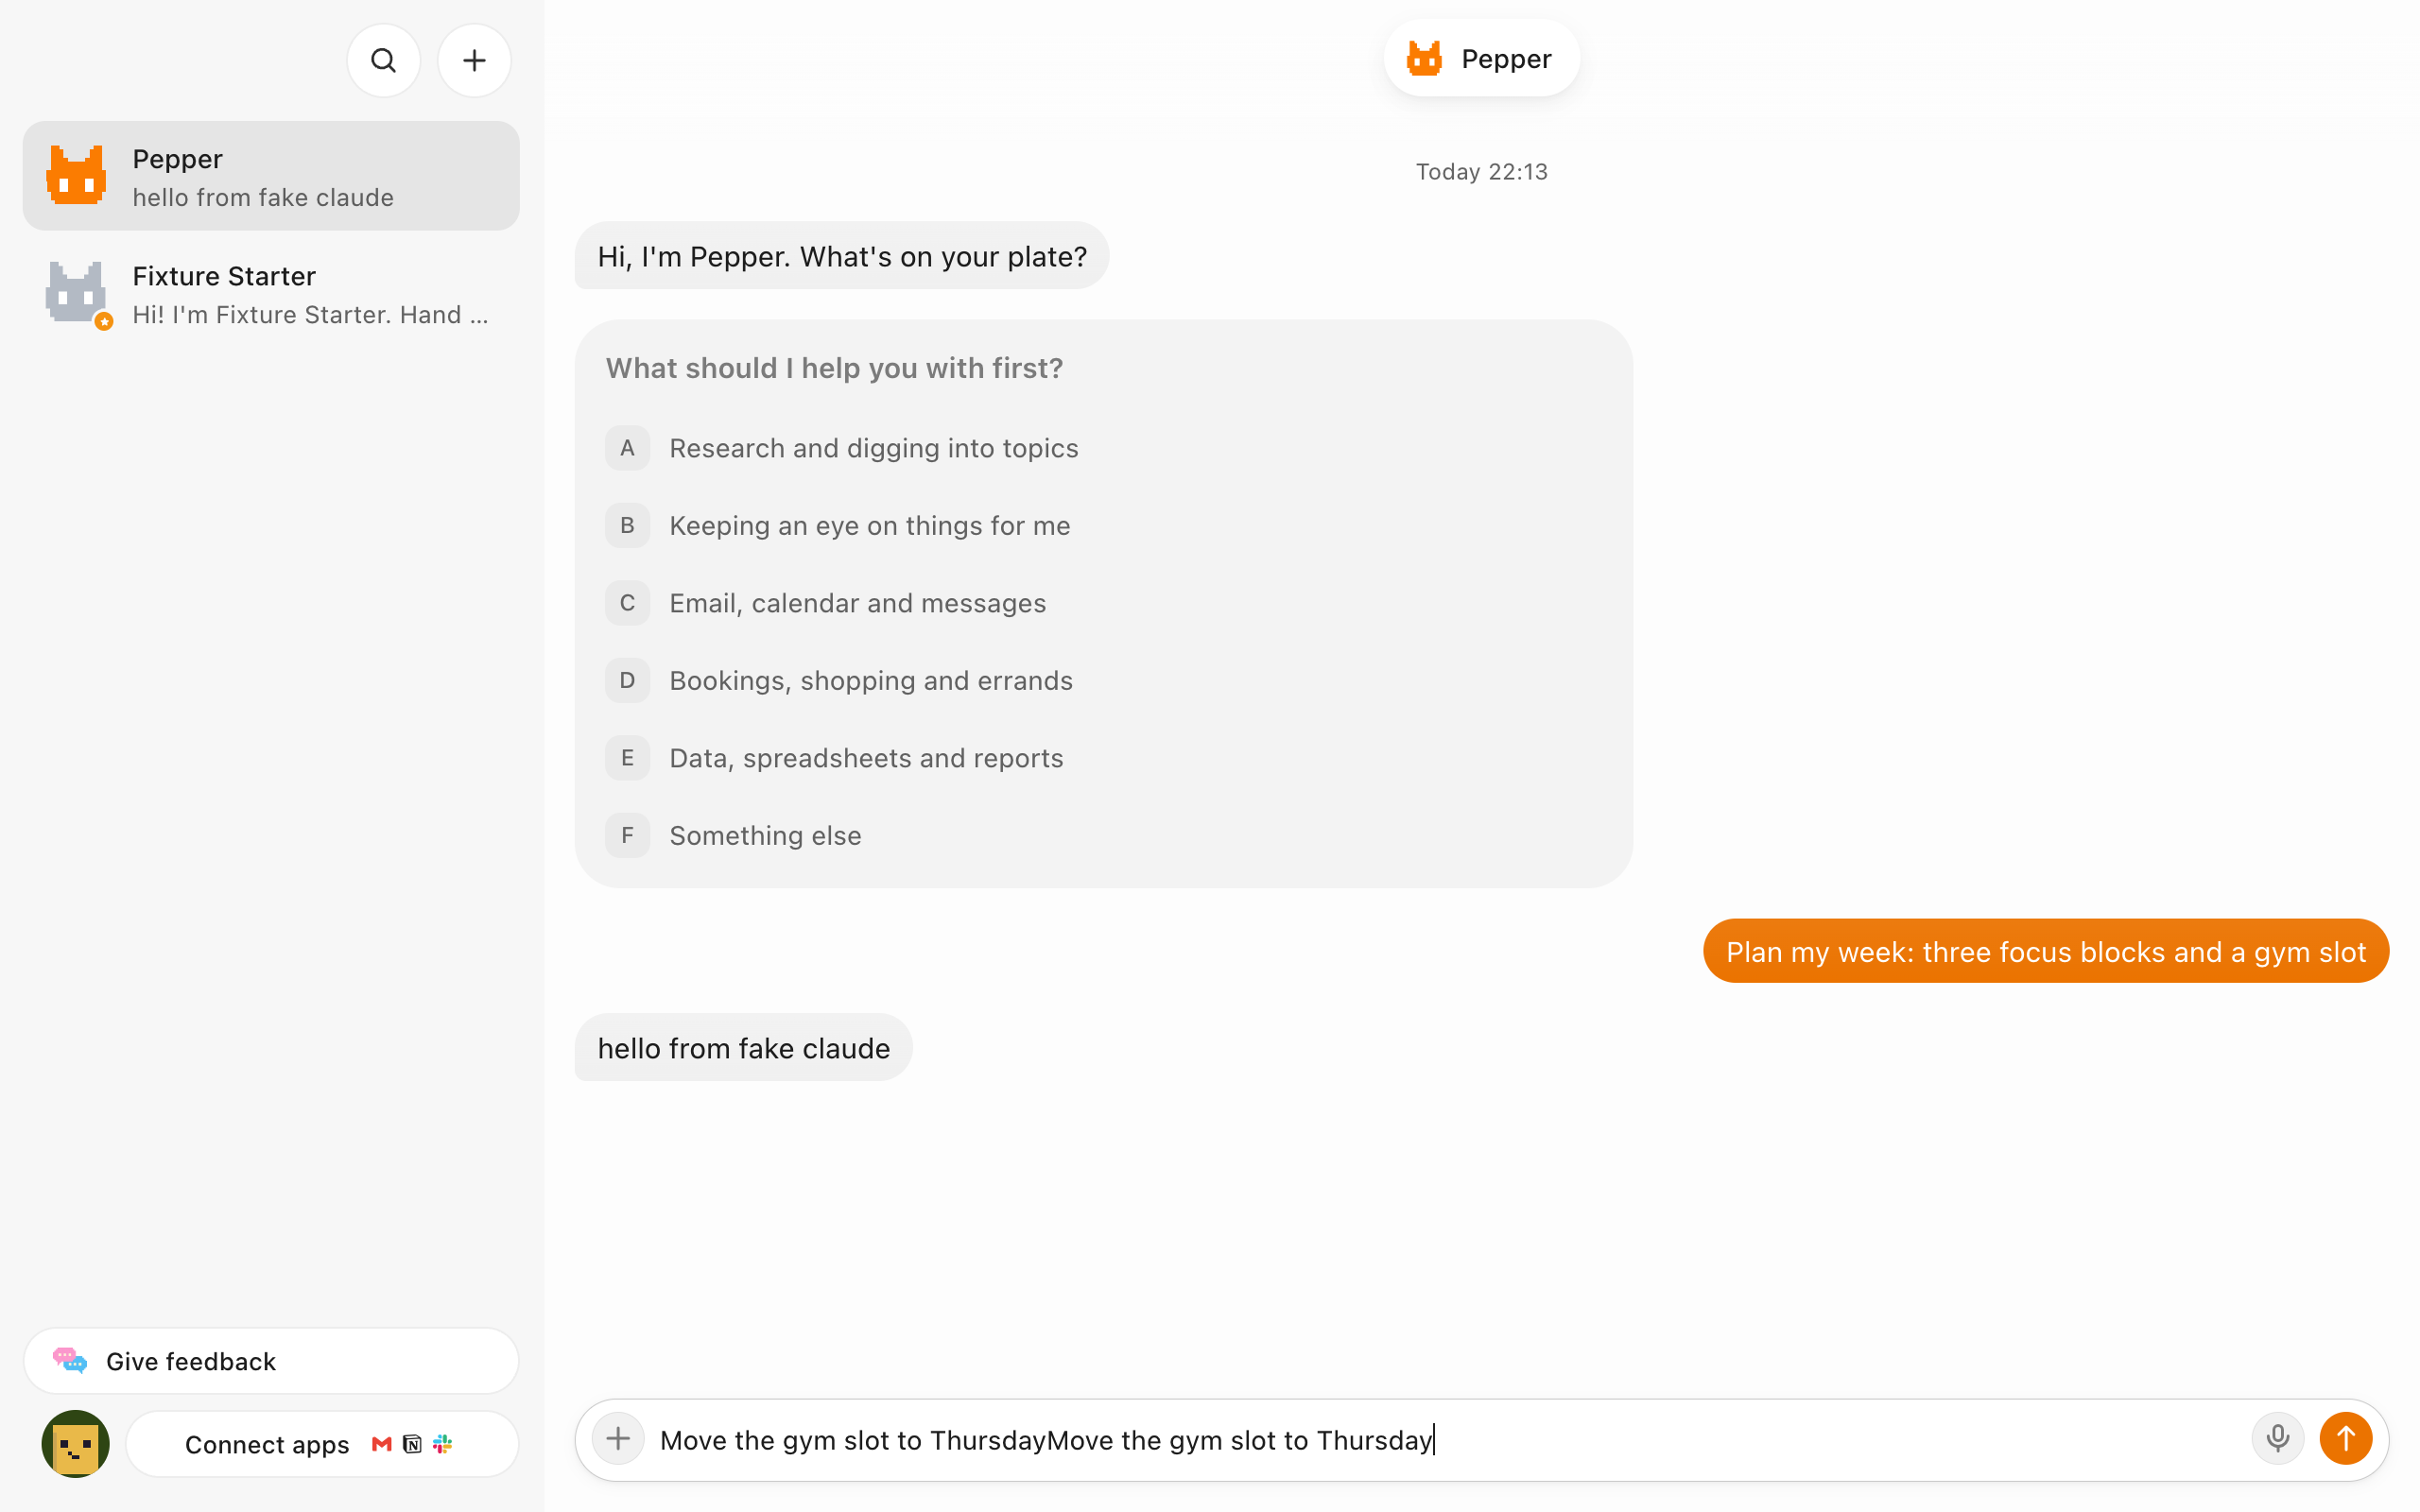 Pepper
hello from fake claude
Fixture Starter
Hi! I'm Fixture Starter. Hand ...
Give feedback
Connect apps
Pepper
Today 22:13
Hi, I'm Pepper. What's on your plate?
What should I help you with first?
A Research and digging into topics
B Keeping an eye on things for me
C Email, calendar and messages
D Bookings, shopping and errands
E Data, spreadsheets and reports
F Something else
Plan my week: three focus blocks and a gym slot
hello from fake claude
Move the gym slot to ThursdayMove the gym slot to Thursday